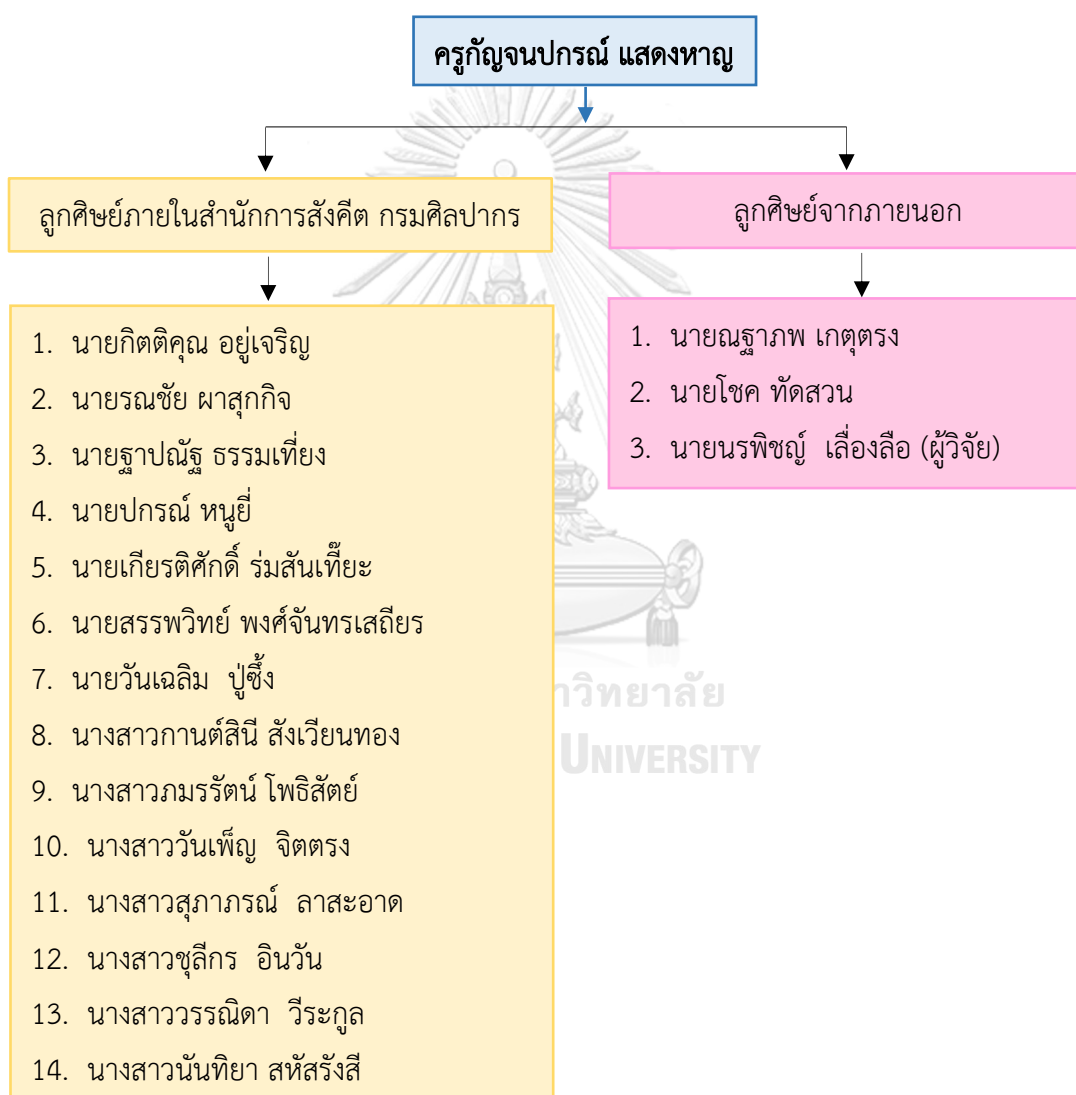 ครูกัญจนปกรณ์ แสดงหาญ
ลูกศิษย์ภายในสำนักการสังคีต กรมศิลปากร
ลูกศิษย์จากภายนอก
1. นายกิตติคุณ อยู่เจริญ
2. นายรณชัย ผาสุกกิจ
3. นายฐาปณัฐ ธรรมเที่ยง
4. นายปกรณ์ หนูยี่
5. นายเกียรติศักดิ์ ร่มสันเทียะ
6. นายสรรพวิทย์ พงศ์จันทรเสถียร
7. นายวันเฉลิม ปู่ซึ้ง
8. นางสาวกานต์สินี สังเวียนทอง
9. นางสาวภมรรัตน์ โพธิสัตย์
10. นางสาววันเพ็ญ จิตตรง
11. นางสาวสุภาภรณ์ ลาสะอาด
12. นางสาวชุลีกร อินวัน
13. นางสาววรรณิดา วีระกูล
14. นางสาวนันทิยา สหัสรังสี
1. นายณฐาภพ เกตุตรง
2. นายโชค ทัดสวน
3. นายนรพิชญ์ เลื่องลือ (ผู้วิจัย)
าวิทยาลัย
UNIVERSITY